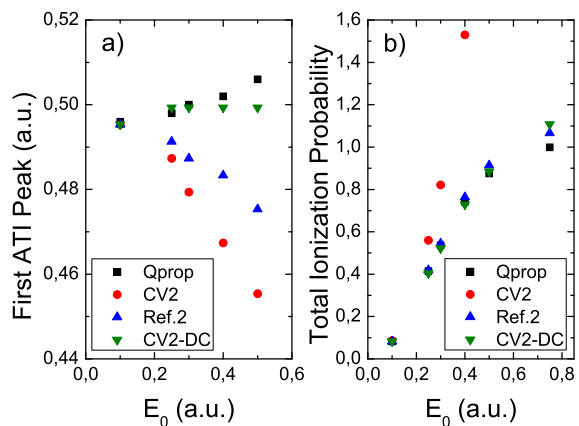 a)
First ATI Peak (a.u.)
0,52
0,50
0,48
0,46
0,44
0,0 0,2 0,4 0,6
E0 (a.u.)
Qprop
CV2
Ref.2
CV2-DC
b)
Total Ionization Probability
1,6
1,4
1,2
1,0
0,8
0,6
0,4
0,2
0,0
0,0 0,2 0,4 0,6 0,8
E0 (a.u.)
Qprop
CV2
Ref.2
CV2-DC